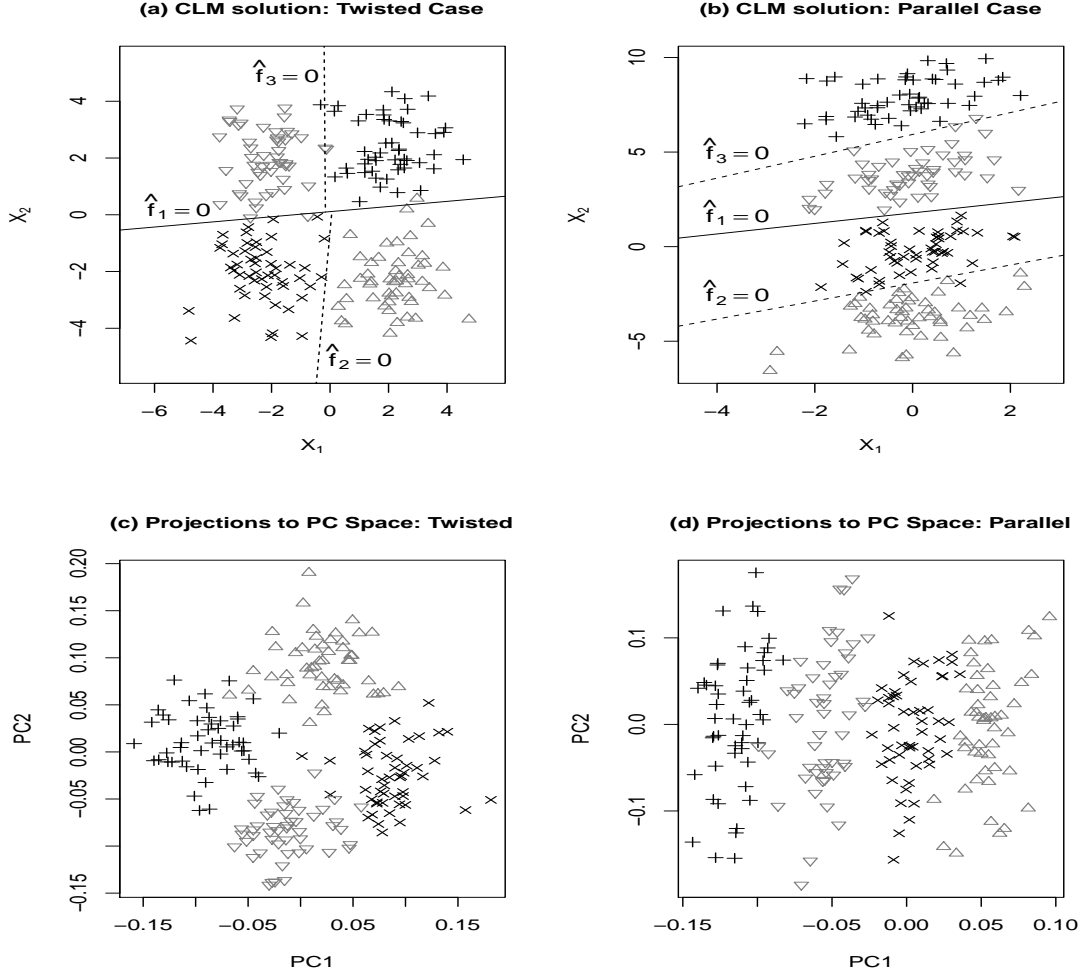 (a) CLM solution: Twisted Case
X₂
4
2
0
−2
−4
f̂₃=0
f̂₁=0
f̂₂=0
−6 −4 −2 0 2 4
X₁
(b) CLM solution: Parallel Case
X₂
10
5
0
−5
f̂₃=0
f̂₁=0
f̂₂=0
−4 −2 0 2
X₁
(c) Projections to PC Space: Twisted
PC2
0.20
0.15
0.10
0.05
0.00
−0.05
−0.15
−0.15 −0.05 0.05 0.15
PC1
(d) Projections to PC Space: Parallel
PC2
0.1
0.0
−0.1
−0.15 −0.05 0.00 0.05 0.10
PC1